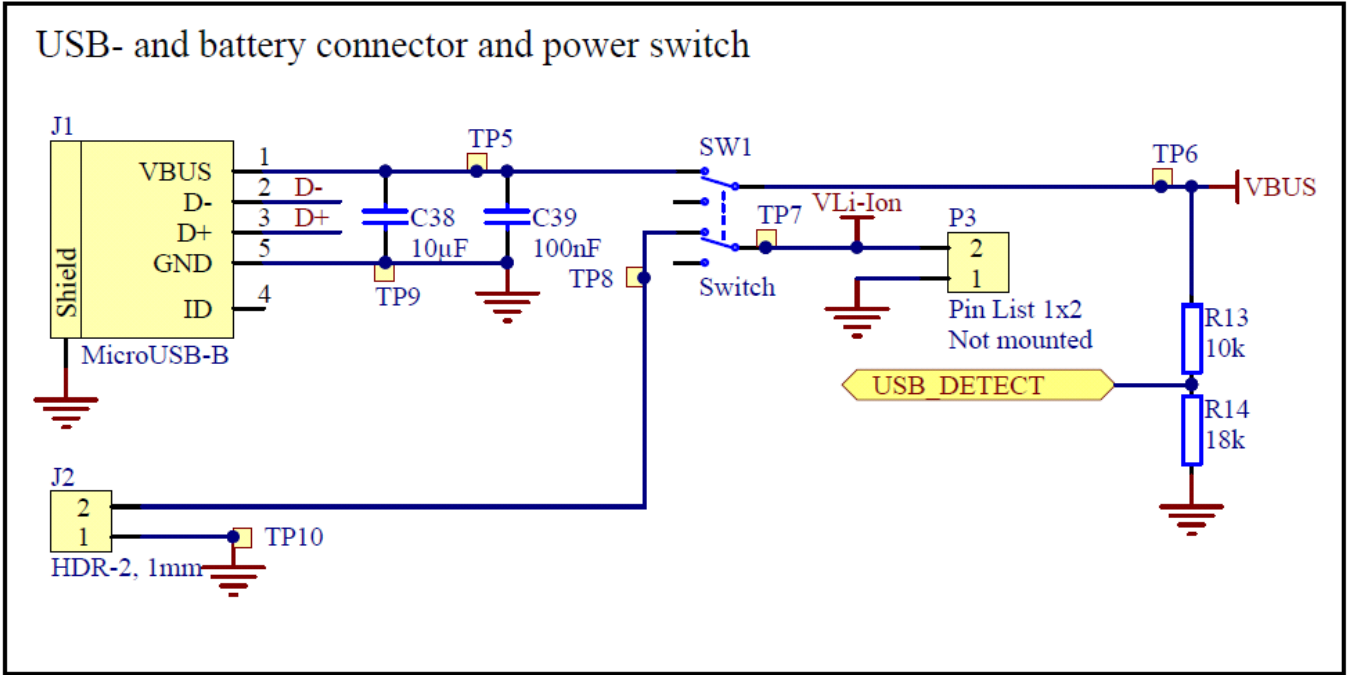 USB- and battery connector and power switch
J1
Shield
VBUS 1
D- 2 D-
D+ 3 D+
GND 5
ID 4
MicroUSB-B
C38
10µF
TP5
C39
100nF
TP9
TP8
SW1
Switch
TP7
VLi-Ion
P3
2
1
Pin List 1x2
Not mounted
TP6
VBUS
R13
10k
USB_DETECT
R14
18k
J2
2
1
TP10
HDR-2, 1mm